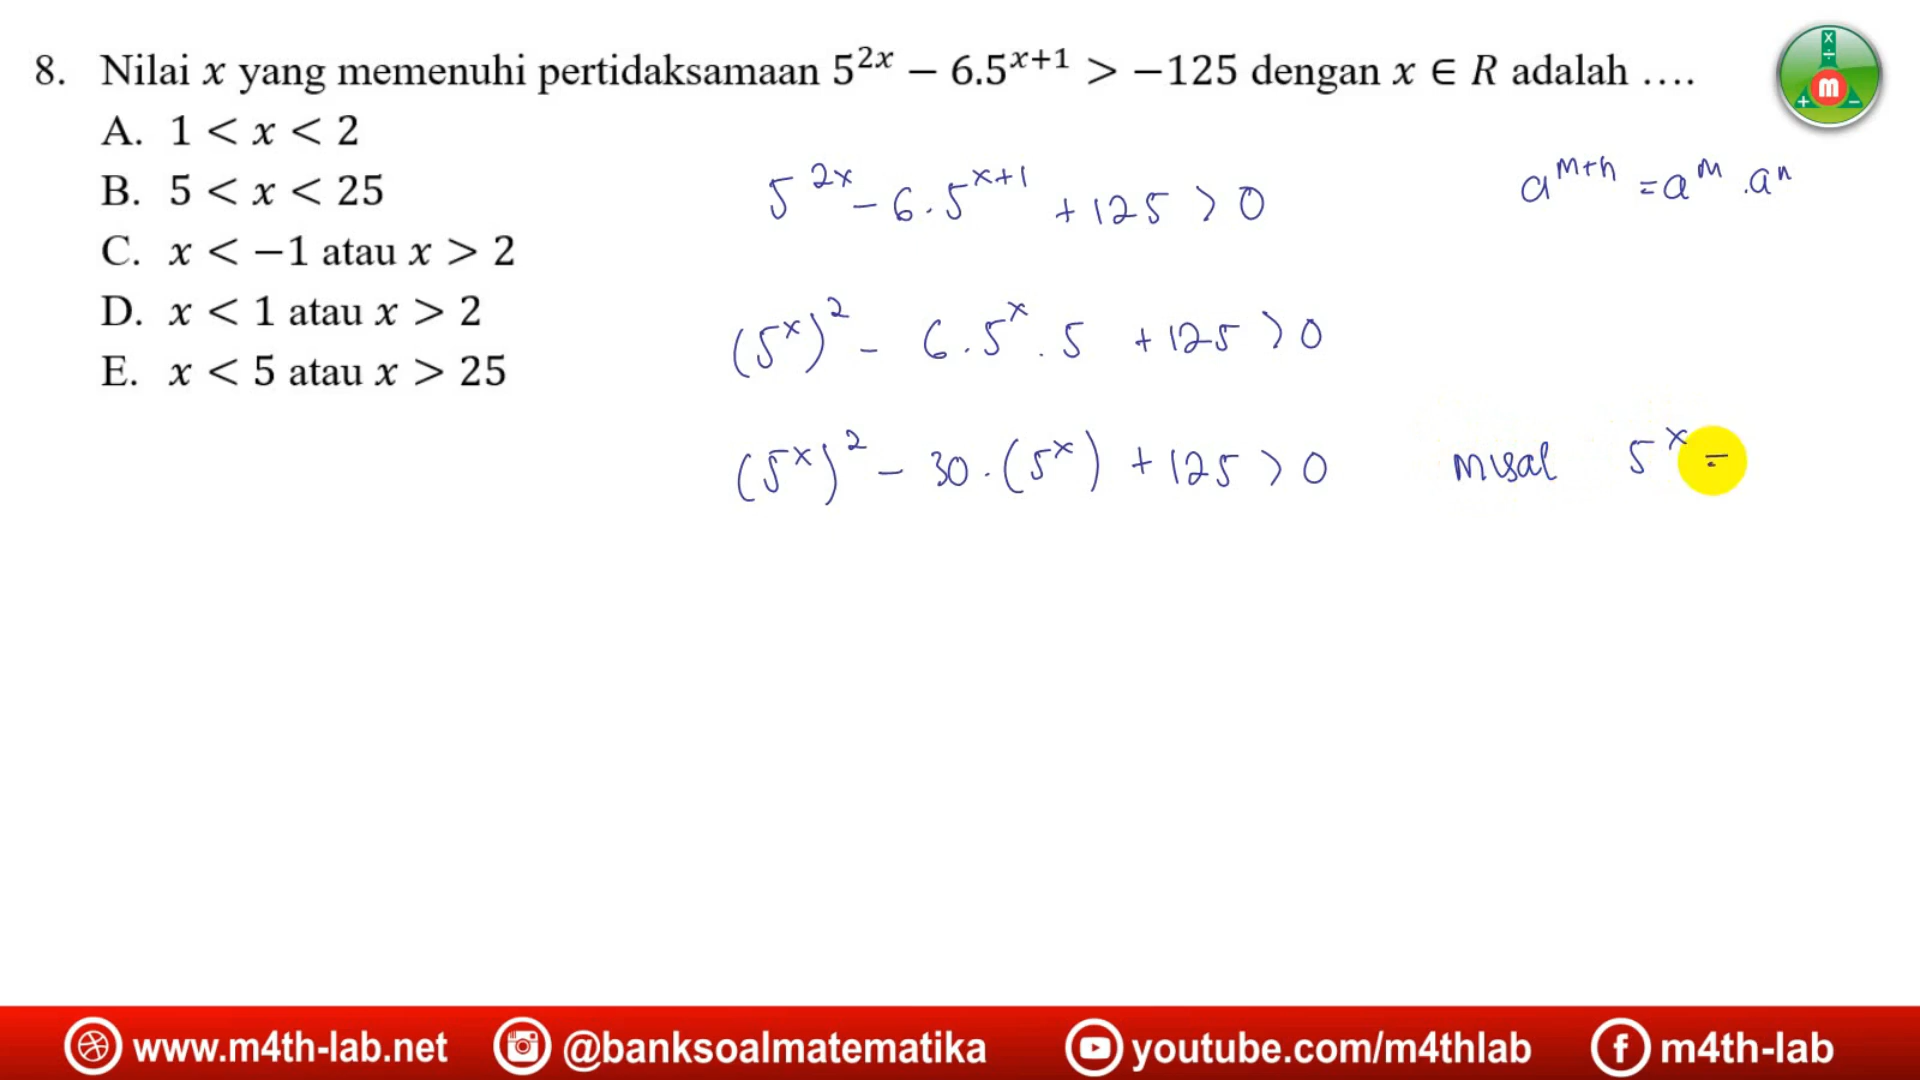 8. Nilai x yang memenuhi pertidaksamaan 5^{2x} − 6.5^{x+1} > −125 dengan x ∈ R adalah ….
A. 1 < x < 2
B. 5 < x < 25
C. x < −1 atau x > 2
D. x < 1 atau x > 2
E. x < 5 atau x > 25
5^{2x} − 6.5^{x+1} + 125 > 0
a^{m+n} = a^m . a^n
(5^x)^2 − 6.5^x . 5 + 125 > 0
(5^x)^2 − 30.(5^x) + 125 > 0
misal 5^x =
m
www.m4th-lab.net
@banksoalmatematika
youtube.com/m4thlab
m4th-lab